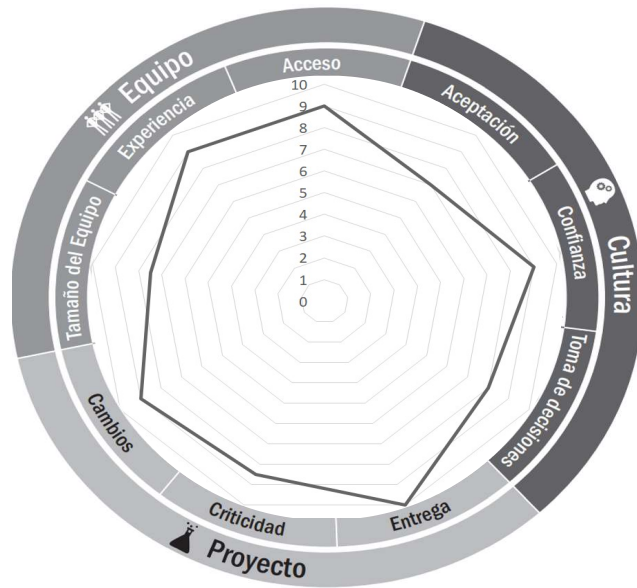 Equipo
Cultura
Proyecto
Acceso
Aceptación
Confianza
Toma de decisiones
Entrega
Criticidad
Cambios
Tamaño del Equipo
Experiencia
10
9
8
7
6
5
4
3
2
1
0